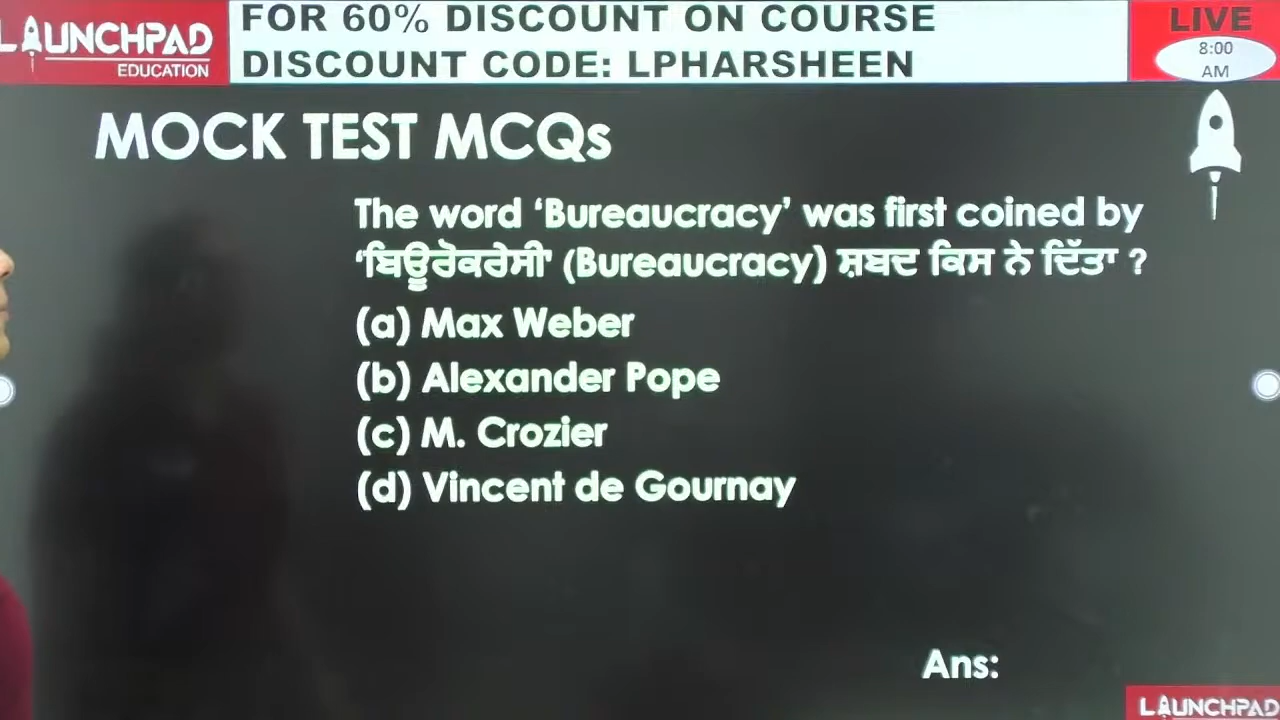 LAUNCHPAD
EDUCATION
FOR 60% DISCOUNT ON COURSE
DISCOUNT CODE: LPHARSHEEN
LIVE
8:00
AM
MOCK TEST MCQs
The word ‘Bureaucracy’ was first coined by
‘ਬਿਊਰੋਕਰੇਸੀ' (Bureaucracy) ਸ਼ਬਦ ਕਿਸ ਨੇ ਦਿੱਤਾ ?
(a) Max Weber
(b) Alexander Pope
(c) M. Crozier
(d) Vincent de Gournay
Ans:
LAUNCHPAD